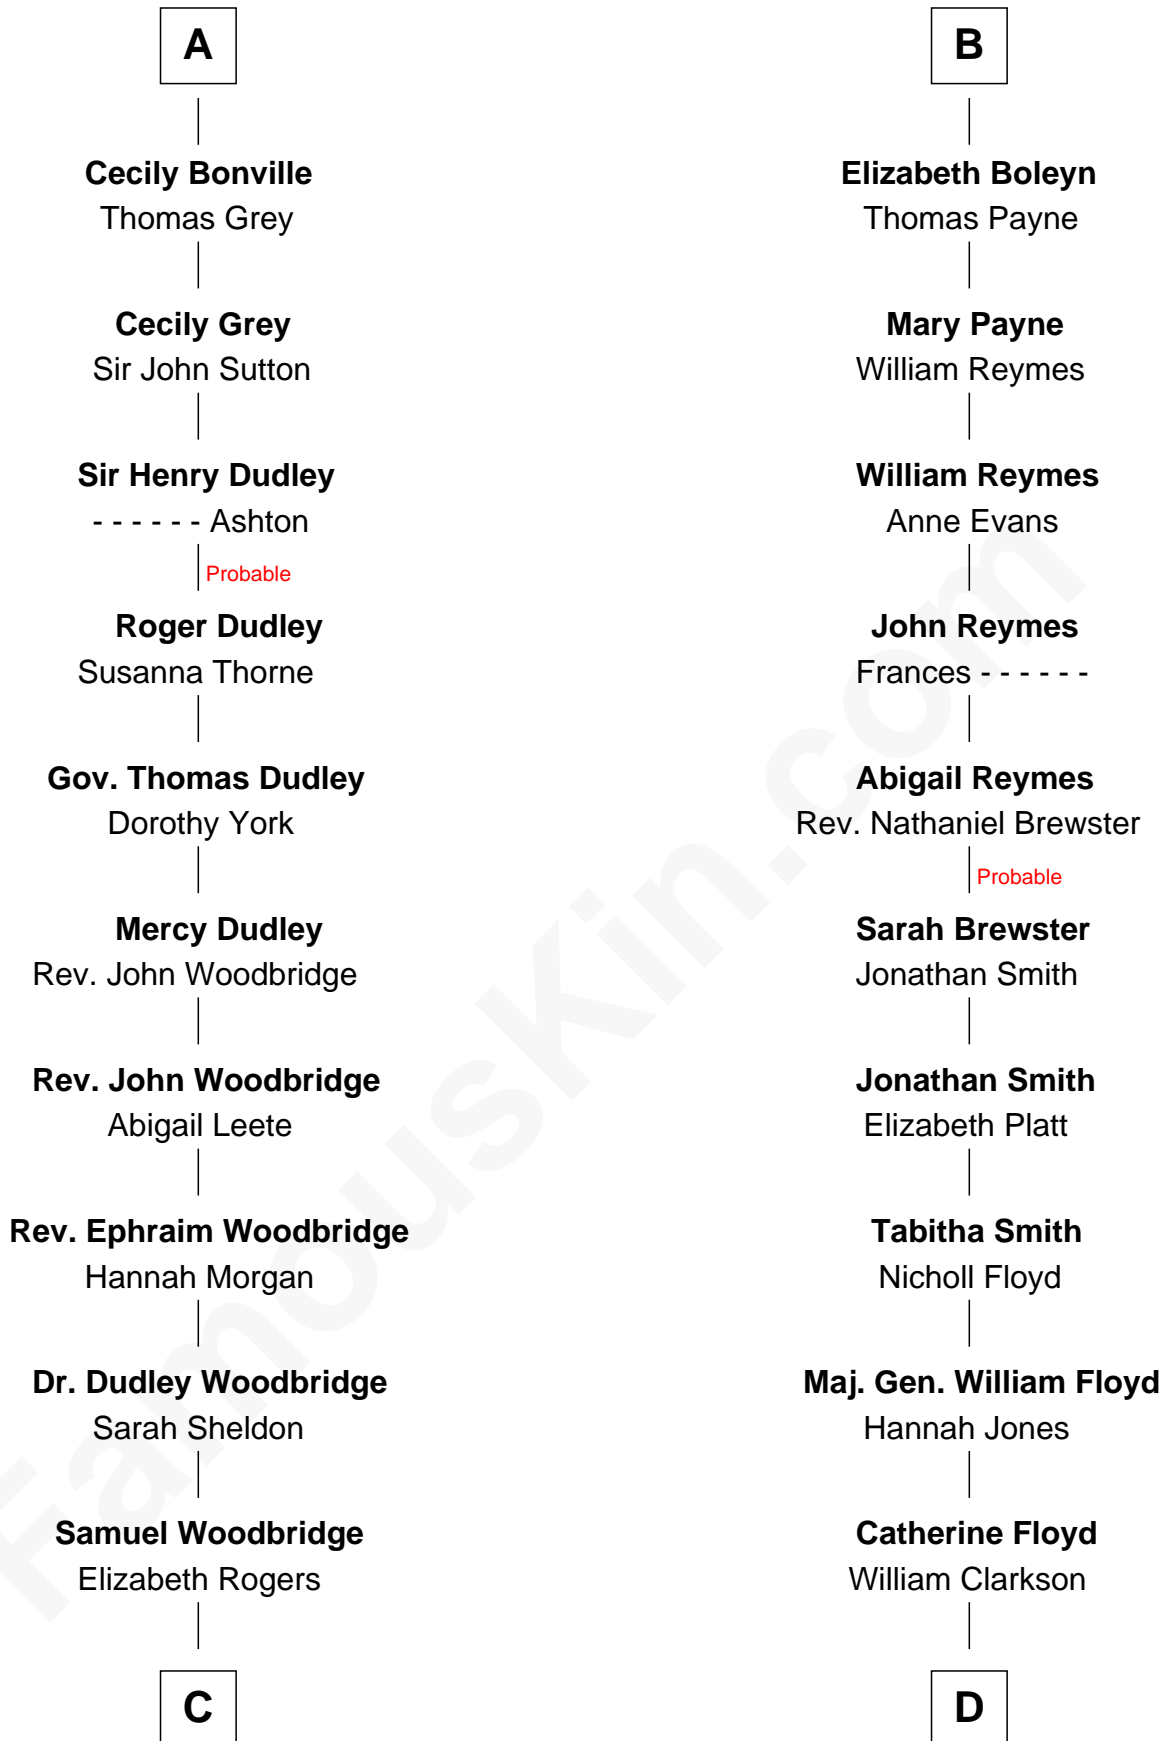 A
Cecily Bonville
Thomas Grey
Cecily Grey
Sir John Sutton
Sir Henry Dudley
- - - - - - Ashton
Probable
Roger Dudley
Susanna Thorne
Gov. Thomas Dudley
Dorothy York
Mercy Dudley
Rev. John Woodbridge
Rev. John Woodbridge
Abigail Leete
Rev. Ephraim Woodbridge
Hannah Morgan
Dr. Dudley Woodbridge
Sarah Sheldon
Samuel Woodbridge
Elizabeth Rogers
C
B
Elizabeth Boleyn
Thomas Payne
Mary Payne
William Reymes
William Reymes
Anne Evans
John Reymes
Frances - - - - - -
Abigail Reymes
Rev. Nathaniel Brewster
Probable
Sarah Brewster
Jonathan Smith
Jonathan Smith
Elizabeth Platt
Tabitha Smith
Nicholl Floyd
Maj. Gen. William Floyd
Hannah Jones
Catherine Floyd
William Clarkson
D
FamousKin.com